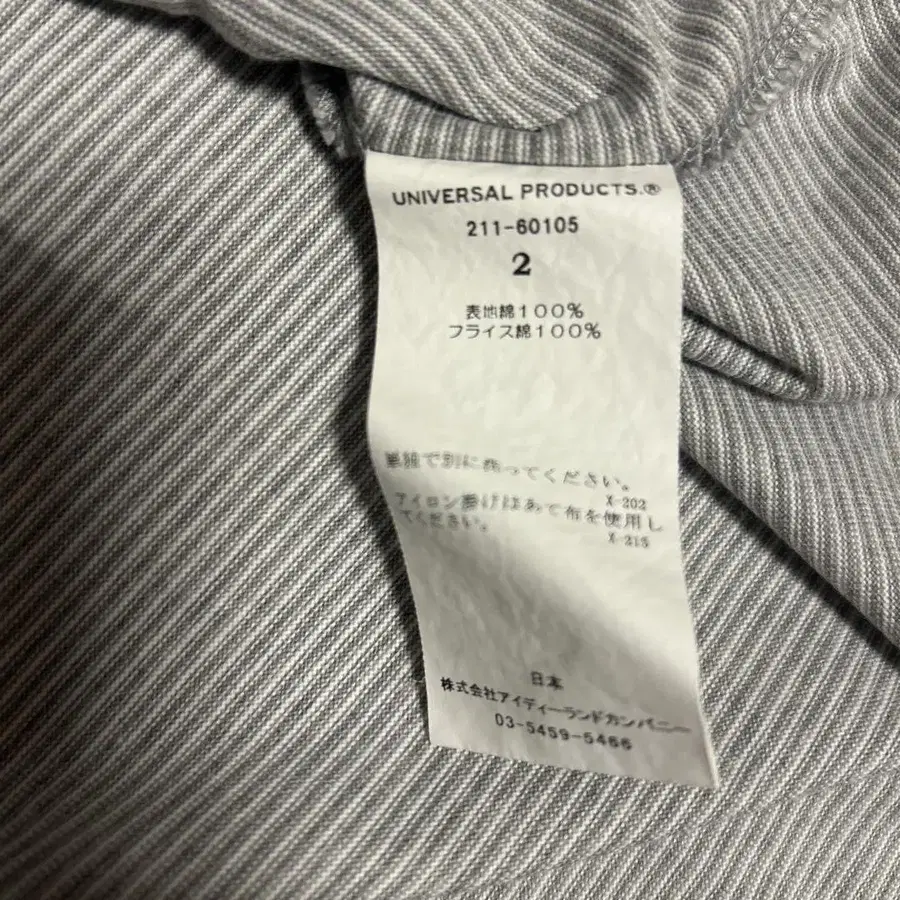 UNIVERSAL PRODUCTS.®
211-60105
2
表地綿100%
フライス綿100%
単独で別に洗ってください。
X-202
アイロン掛けはあて布を使用し
てください。
X-215
日本
株式会社アイディーランドカンパニー
03-5459-5466